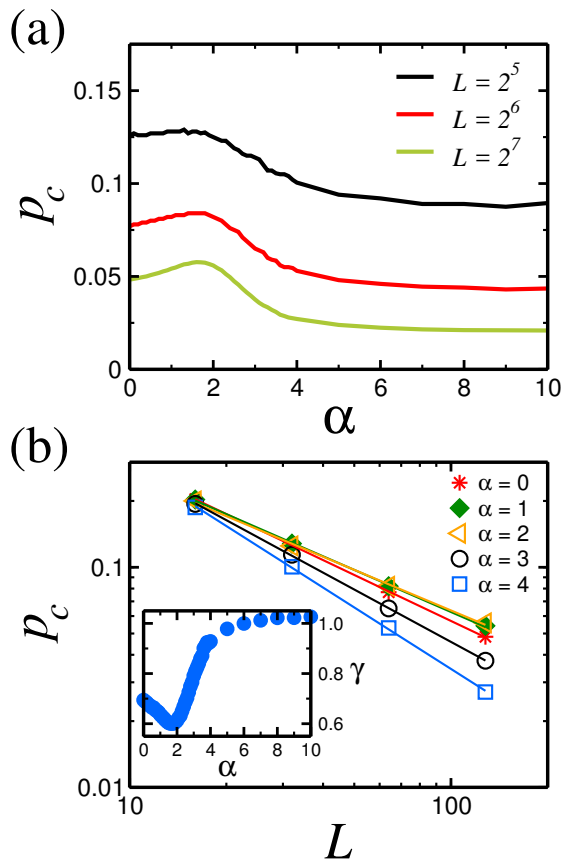 (a)
0.15
0.1
0.05
0
p_c
L = 2^5
L = 2^6
L = 2^7
0 2 4 6 8 10
α
(b)
0.1
0.01
p_c
α = 0
α = 1
α = 2
α = 3
α = 4
1.0
0.8
0.6
γ
0 2 4 6 8 10
α
10 100
L